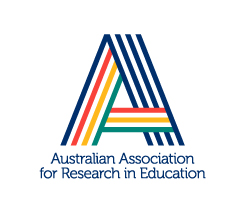 Australian Association
for Research in Education